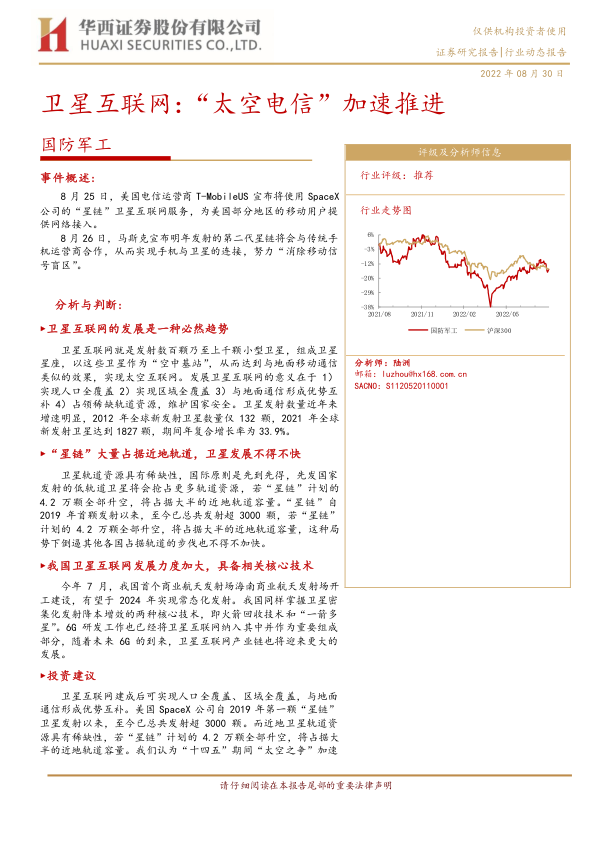 华西证券股份有限公司
HUAXI SECURITIES CO.,LTD.
仅供机构投资者使用
证券研究报告|行业动态报告
2022 年 08 月 30 日
卫星互联网：“太空电信”加速推进
国防军工
事件概述：
8 月 25 日，美国电信运营商 T-MobileUS 宣布将使用 SpaceX
公司的“星链”卫星互联网服务，为美国部分地区的移动用户提
供网络接入。
8 月 26 日，马斯克宣布明年发射的第二代星链将会与传统手
机运营商合作，从而实现手机与卫星的连接，努力“消除移动信
号盲区”。
分析与判断：
▸卫星互联网的发展是一种必然趋势
卫星互联网就是发射数百颗乃至上千颗小型卫星，组成卫星
星座，以这些卫星作为“空中基站”，从而达到与地面移动通信
类似的效果，实现太空互联网。发展卫星互联网的意义在于 1）
实现人口全覆盖 2）实现区域全覆盖 3）与地面通信形成优势互
补 4）占领稀缺轨道资源，维护国家安全。卫星发射数量近年来
增速明显，2012 年全球新发射卫星数量仅 132 颗，2021 年全球
新发射卫星达到 1827 颗，期间年复合增长率为 33.9%。
▸“星链”大量占据近地轨道，卫星发展不得不快
卫星轨道资源具有稀缺性，国际原则是先到先得，先发国家
发射的低轨道卫星将会抢占更多轨道资源，若“星链”计划的
4.2 万颗全部升空，将占据大半的近地轨道容量。“星链”自
2019 年首颗发射以来，至今已总共发射超 3000 颗，若“星链”
计划的 4.2 万颗全部升空，将占据大半的近地轨道容量，这种局
势下倒逼其他各国占据轨道的步伐也不得不加快。
▸我国卫星互联网发展力度加大，具备相关核心技术
今年 7 月，我国首个商业航天发射场海南商业航天发射场开
工建设，有望于 2024 年实现常态化发射。我国同样掌握卫星密
集化发射降本增效的两种核心技术，即火箭回收技术和“一箭多
星”。6G 研发工作也已经将卫星互联网纳入其中并作为重要组成
部分，随着未来 6G 的到来，卫星互联网产业链也将迎来更大的
发展。
▸投资建议
卫星互联网建成后可实现人口全覆盖、区域全覆盖，与地面
通信形成优势互补。美国 SpaceX 公司自 2019 年第一颗“星链”
卫星发射以来，至今已总共发射超 3000 颗。而近地卫星轨道资
源具有稀缺性，若“星链”计划的 4.2 万颗全部升空，将占据大
半的近地轨道容量。我们认为“十四五”期间“太空之争”加速
评级及分析师信息
行业评级：推荐
行业走势图
6%
-3%
-12%
-20%
-29%
-38%
2021/08 2021/11 2022/02 2022/05
国防军工 沪深300
分析师：陆洲
邮箱：luzhou@hx168.com.cn
SACNO：S1120520110001
请仔细阅读在本报告尾部的重要法律声明